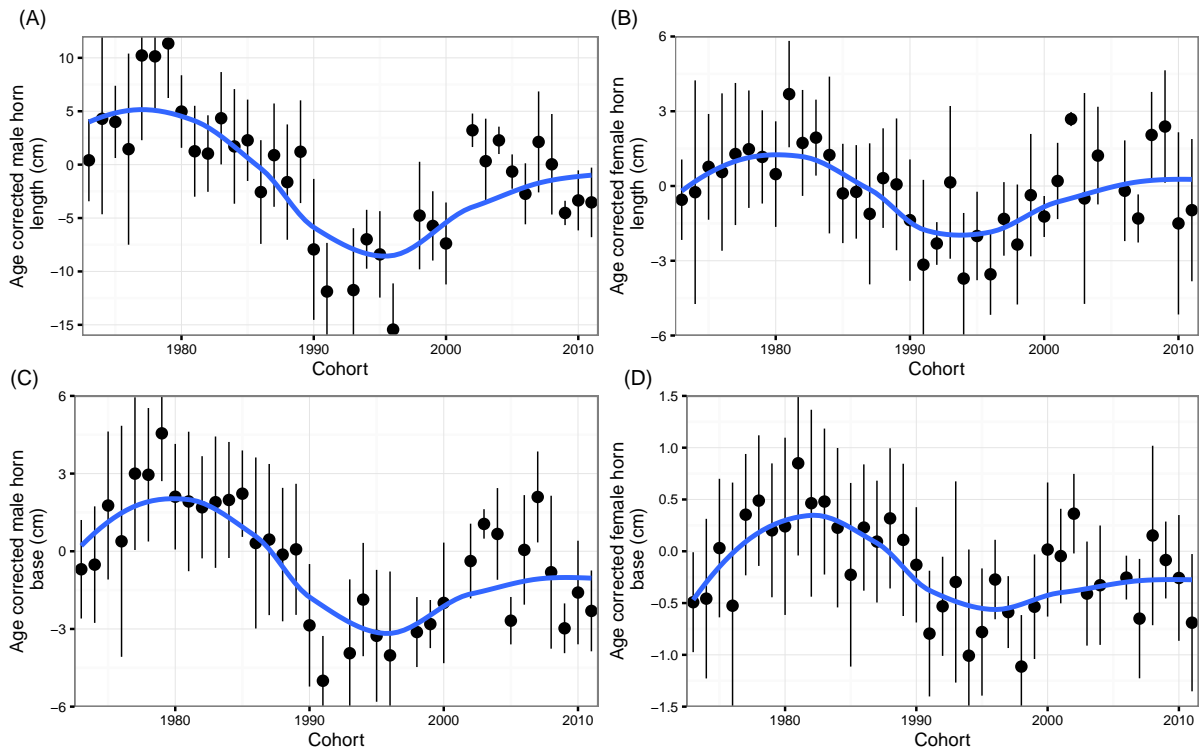 (A)
Age corrected male horn
length (cm)
10
5
0
−5
−10
−15
1980
1990
2000
2010
Cohort
(B)
Age corrected female horn
length (cm)
6
3
0
−3
−6
1980
1990
2000
2010
Cohort
(C)
Age corrected male horn
base (cm)
6
3
0
−3
−6
1980
1990
2000
2010
Cohort
(D)
Age corrected female horn
base (cm)
1.5
1.0
0.5
0.0
−0.5
−1.0
−1.5
1980
1990
2000
2010
Cohort